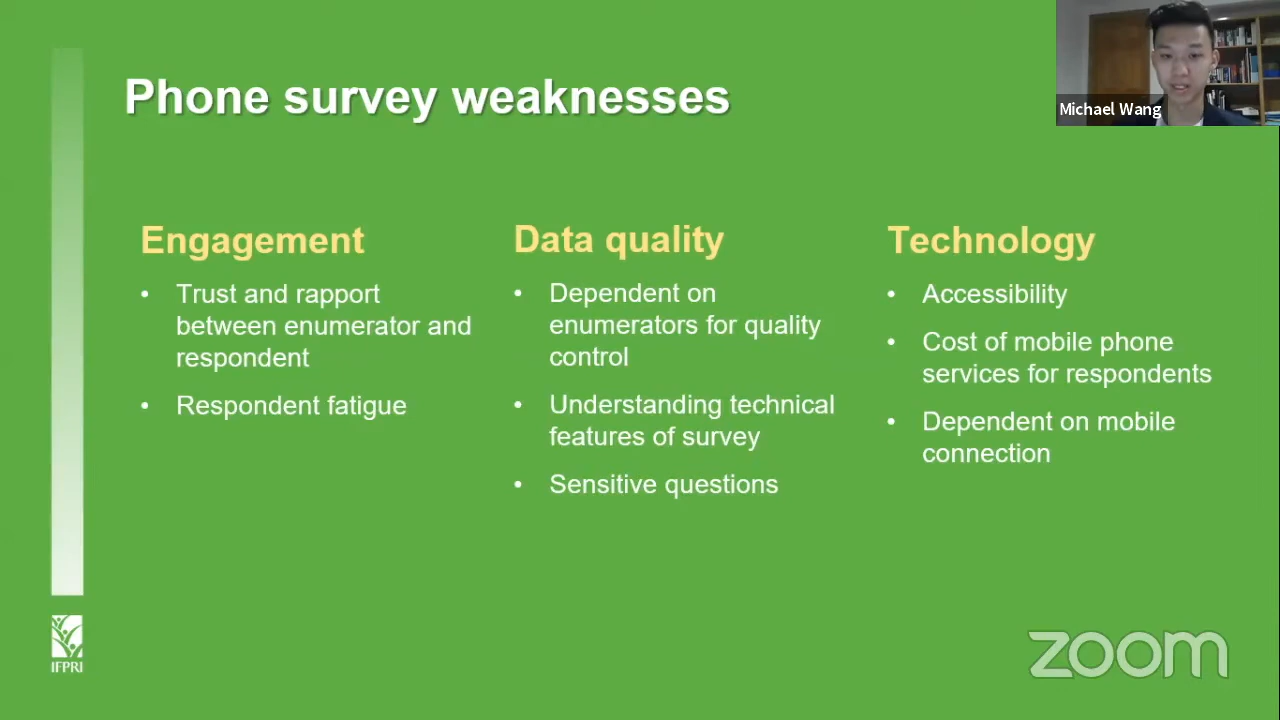 Phone survey weaknesses
Michael Wang
Engagement
• Trust and rapport
between enumerator and
respondent
• Respondent fatigue
Data quality
• Dependent on
enumerators for quality
control
• Understanding technical
features of survey
• Sensitive questions
Technology
• Accessibility
• Cost of mobile phone
services for respondents
• Dependent on mobile
connection
IFPRI
zoom